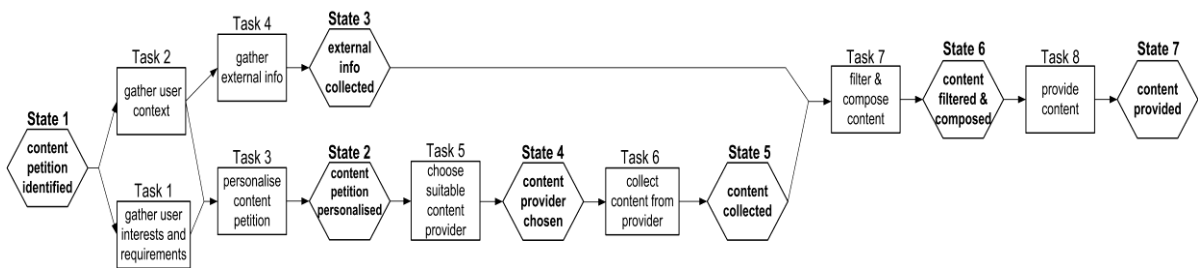 State 1
content
petition
identified
Task 2
gather user
context
Task 1
gather user
interests and
requirements
Task 4
gather
external info
State 3
external
info
collected
Task 3
personalise
content
petition
State 2
content
petition
personalised
Task 5
choose
suitable
content
provider
State 4
content
provider
chosen
Task 6
collect
content from
provider
State 5
content
collected
Task 7
filter &
compose
content
State 6
content
filtered &
composed
Task 8
provide
content
State 7
content
provided